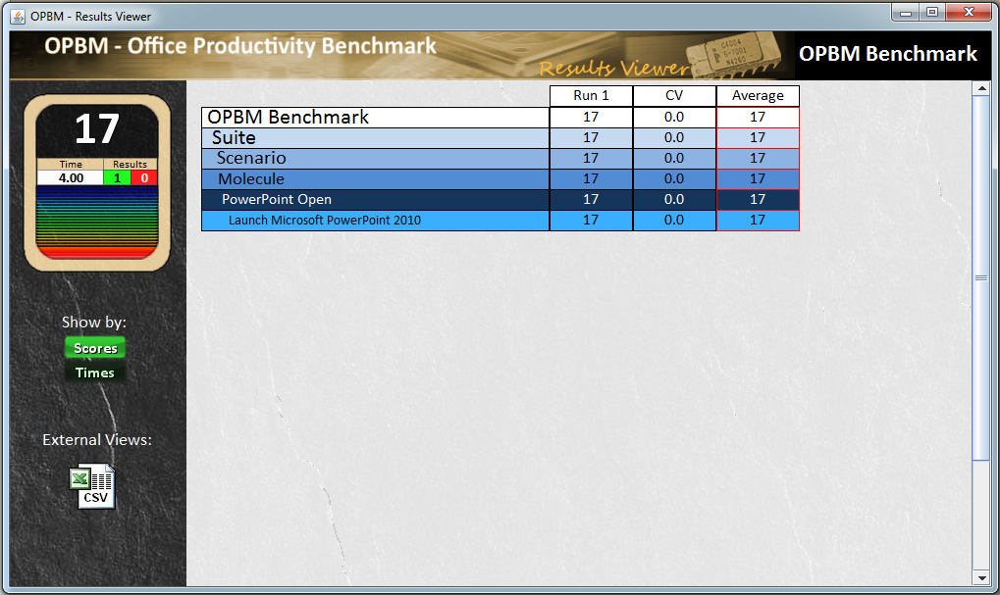 OPBM - Results Viewer
OPBM - Office Productivity Benchmark
Results Viewer
C4004
OPBM Benchmark
17
Time Results
4.00 1 0
Show by:
Scores
Times
External Views:
CSV
Run 1 CV Average
OPBM Benchmark 17 0.0 17
Suite 17 0.0 17
Scenario 17 0.0 17
Molecule 17 0.0 17
PowerPoint Open 17 0.0 17
Launch Microsoft PowerPoint 2010 17 0.0 17